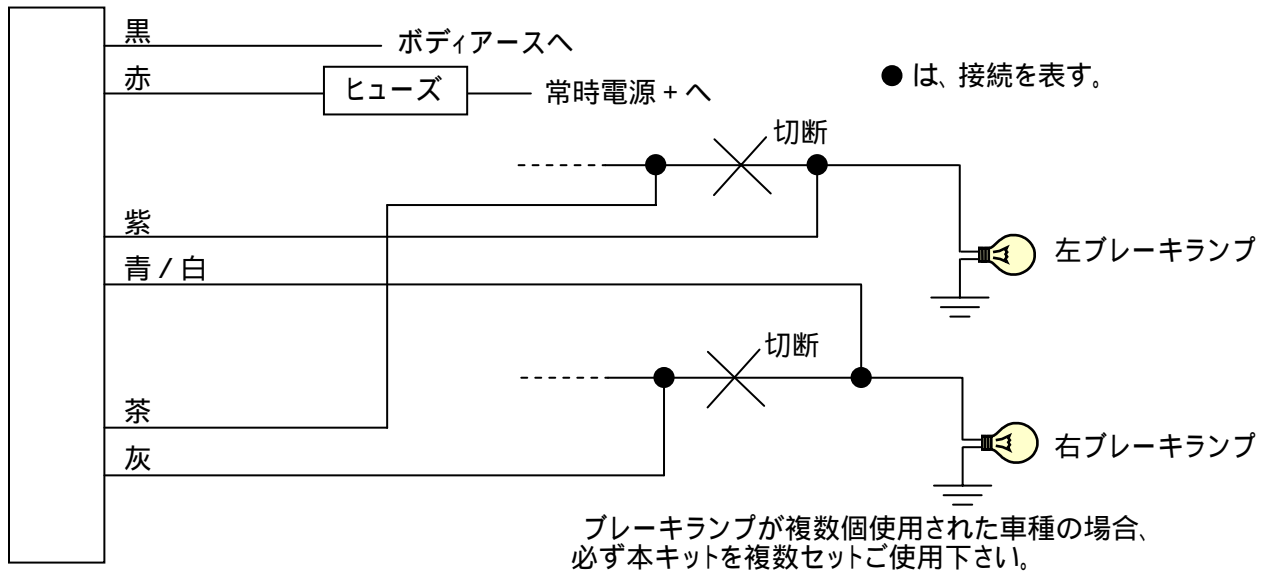 黒
ボディアースへ
赤
ヒューズ
常時電源 + へ
● は、接続を表す。
切断
紫
青 / 白
左ブレーキランプ
切断
茶
灰
右ブレーキランプ
ブレーキランプが複数個使用された車種の場合、
必ず本キットを複数セットご使用下さい。